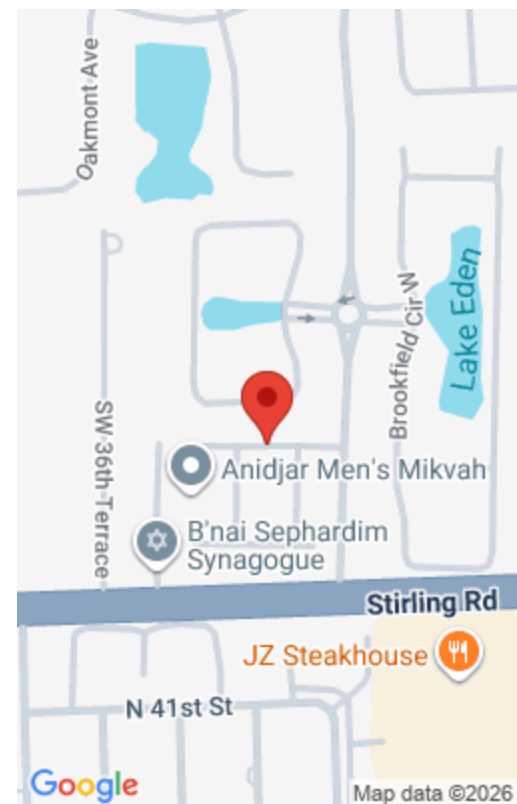 Oakmont Ave
Brookfield Cir W
Lake Eden
SW 36th Terrace
Anidjar Men's Mikvah
B'nai Sephardim
Synagogue
Stirling Rd
JZ Steakhouse
N 41st St
Google
Map data ©2026